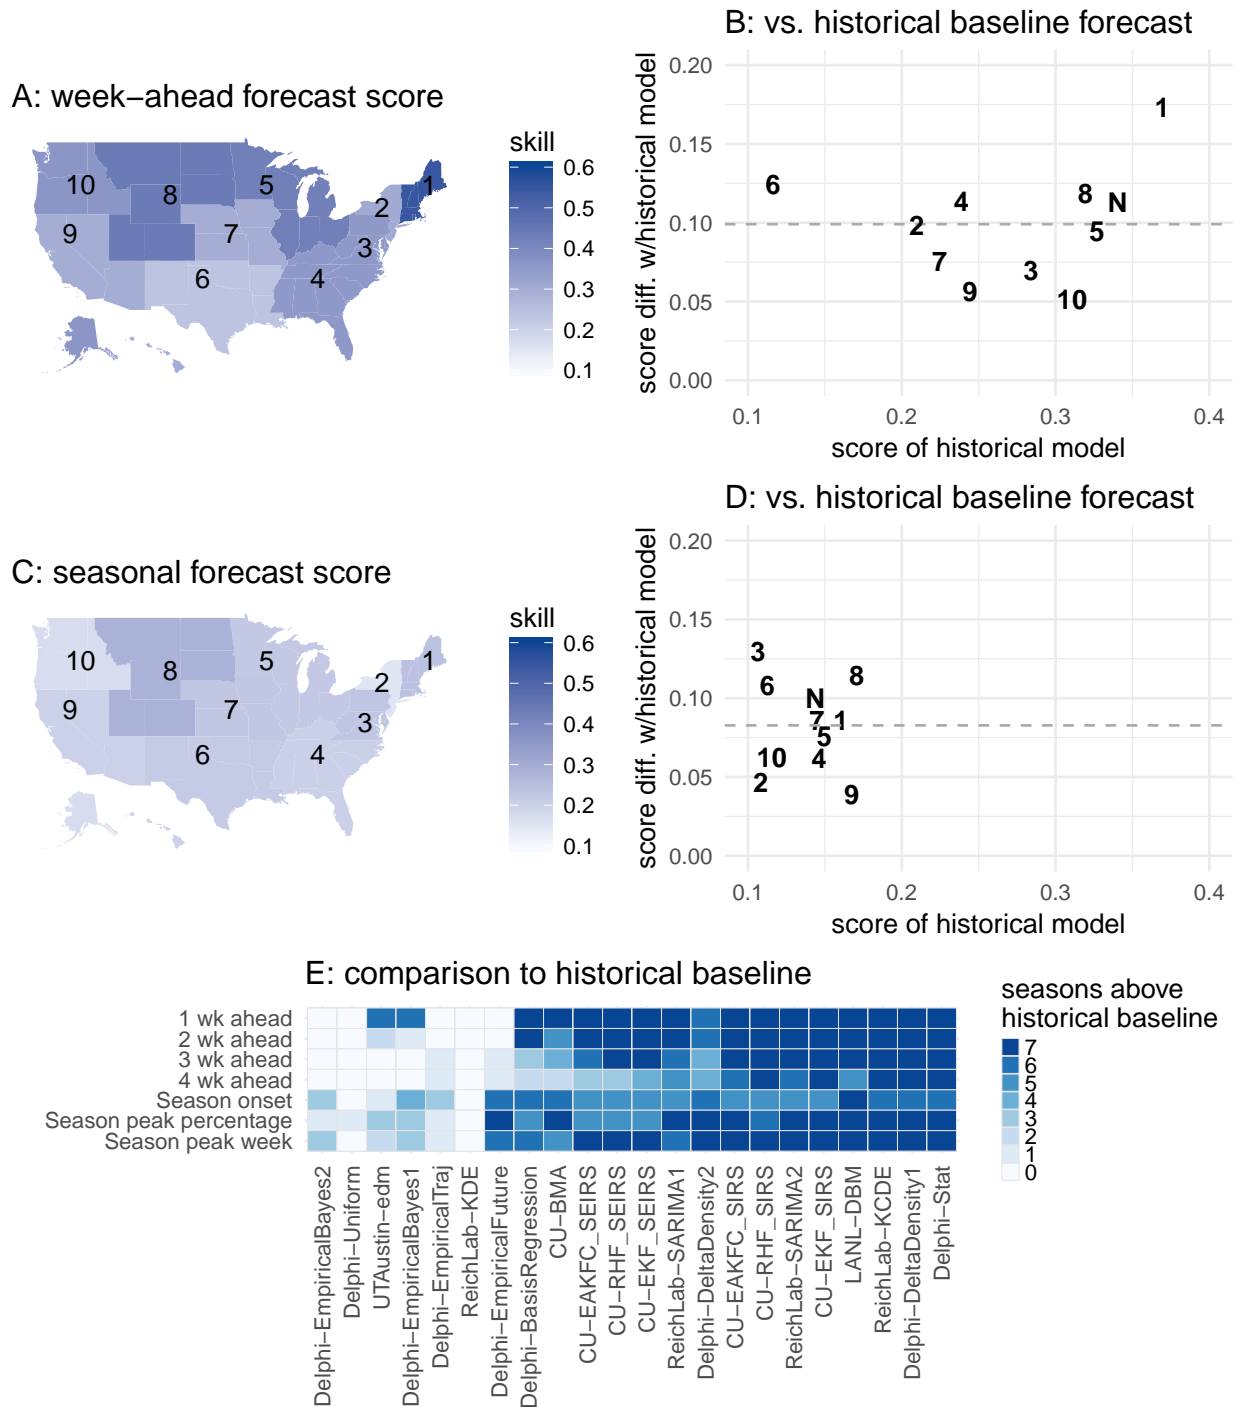 A: week−ahead forecast score
10
8
5
1
2
9
7
3
6
4
skill
0.6
0.5
0.4
0.3
0.2
0.1
B: vs. historical baseline forecast
score diff. w/historical model
0.20
0.15
0.10
0.05
0.00
1
6
4
8
N
2
5
7
3
9
10
0.1
0.2
0.3
0.4
score of historical model
C: seasonal forecast score
10
8
5
1
2
9
7
3
6
4
skill
0.6
0.5
0.4
0.3
0.2
0.1
D: vs. historical baseline forecast
score diff. w/historical model
0.20
0.15
0.10
0.05
0.00
3
6
8
N
7
1
5
10
4
2
9
0.1
0.2
0.3
0.4
score of historical model
E: comparison to historical baseline
1 wk ahead
2 wk ahead
3 wk ahead
4 wk ahead
Season onset
Season peak percentage
Season peak week
Delphi−EmpiricalBayes2
Delphi−Uniform
UTAustin−edm
Delphi−EmpiricalBayes1
Delphi−EmpiricalTraj
ReichLab−KDE
Delphi−EmpiricalFuture
Delphi−BasisRegression
CU−BMA
CU−EAKFC_SEIRS
CU−RHF_SEIRS
CU−EKF_SEIRS
ReichLab−SARIMA1
Delphi−DeltaDensity2
CU−EAKFC_SIRS
CU−RHF_SIRS
ReichLab−SARIMA2
CU−EKF_SIRS
LANL−DBM
ReichLab−KCDE
Delphi−DeltaDensity1
Delphi−Stat
seasons above
historical baseline
7
6
5
4
3
2
1
0